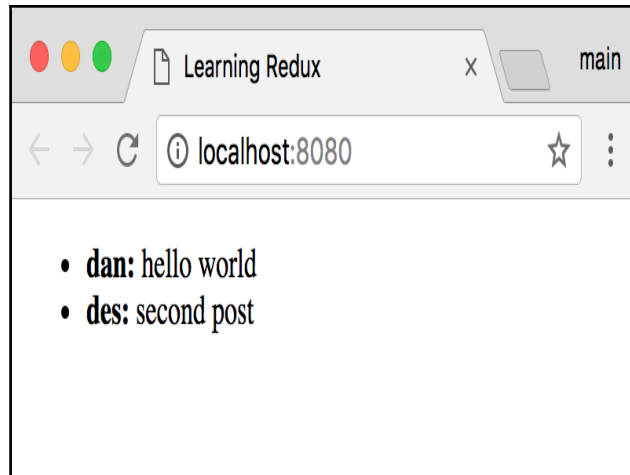 Learning Redux
main
localhost:8080
dan: hello world
des: second post